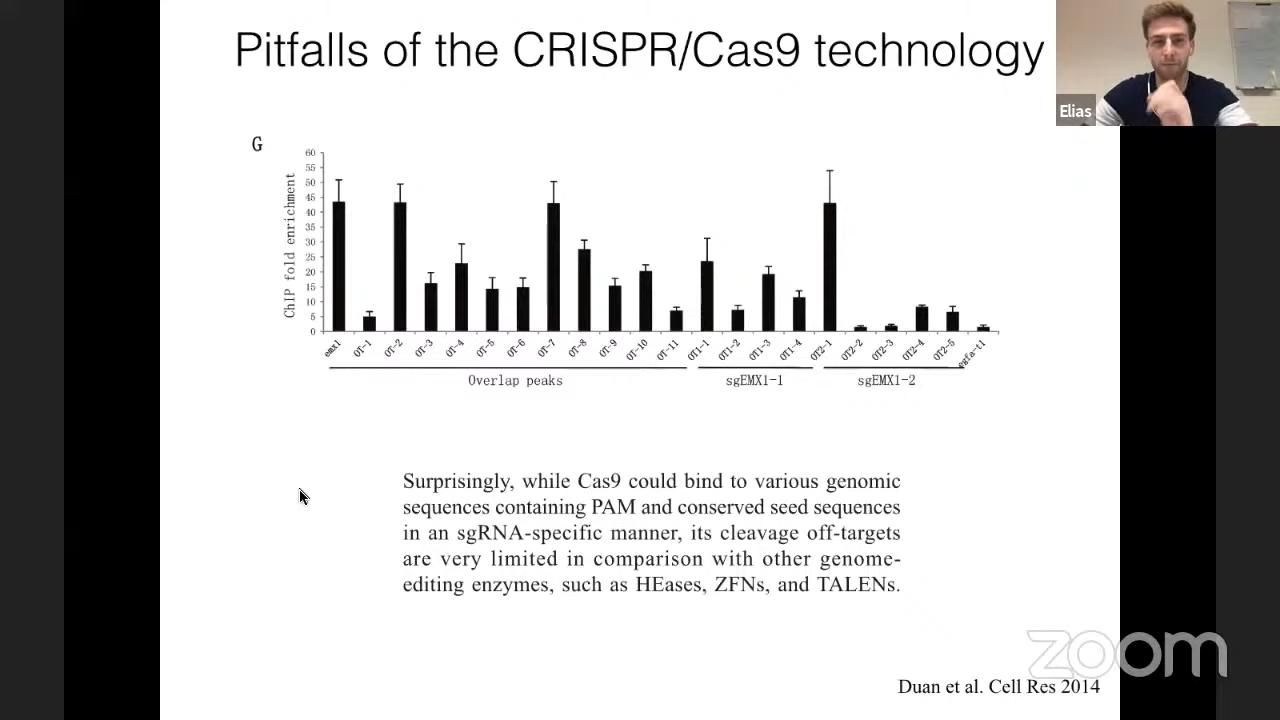 Pitfalls of the CRISPR/Cas9 technology
Elias
G
ChIP fold enrichment
60
55
50
45
40
35
30
25
20
15
10
5
0
emx1 OT-1 OT-2 OT-3 OT-4 OT-5 OT-6 OT-7 OT-8 OT-9 OT-10 OT-11 OT1-1 OT1-2 OT1-3 OT1-4 OT2-1 OT2-2 OT2-3 OT2-4 OT2-5 vgfa-t1
Overlap peaks sgEMX1-1 sgEMX1-2
Surprisingly, while Cas9 could bind to various genomic
sequences containing PAM and conserved seed sequences
in an sgRNA-specific manner, its cleavage off-targets
are very limited in comparison with other genome-
editing enzymes, such as HEases, ZFNs, and TALENs.
zoom
Duan et al. Cell Res 2014